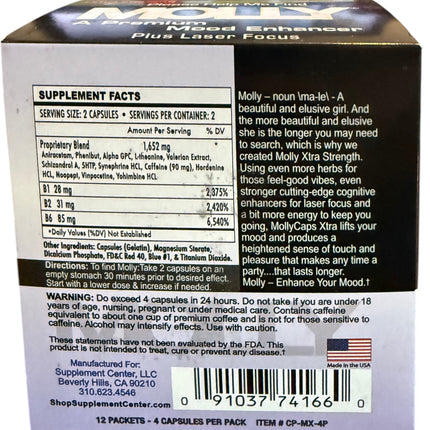 Please Help Me Find
MOLLY
A Premium
Mood Enhancer
Plus Laser Focus
SUPPLEMENT FACTS
SERVING SIZE: 2 CAPSULES • SERVINGS PER CONTAINER: 2
Amount Per Serving % DV
Proprietary Blend 1,652 mg
Aniracetam, Phenibut, Alpha GPC, L-theanine, Valerian Extract,
Schizandrol A, 5HTP, Synephrine HCL, Caffeine (90 mg), Hordenine
HCL, Noopept, Vinpocetine, Yohimbine HCL
B1 28 mg 2,375%
B2 31 mg 2,420%
B6 85 mg 6,540%
*Daily Values (%DV) Not Established
Other Ingredients: Capsules (Gelatin), Magnesium Sterate,
Dicalcium Phosphate, FD&C Red 40, Blue #1, & Titanium Dioxide.
Directions: To find Molly:Take 2 capsules on
an empty stomach 30 minutes prior to desired effect.
Start with a lower dose & increase if needed.
Molly – noun \ma-le\ - A
beautiful and elusive girl. And
the more beautiful and elusive
she is the longer you may need
to search, which is why we
created Molly Xtra Strength.
Using even more herbs for
those feel-good vibes, even
stronger cutting-edge cognitive
enhancers for laser focus and
a bit more energy to keep you
going, MollyCaps Xtra lifts your
mood and produces a
heightened sense of touch and
pleasure that makes any time a
party....that lasts longer.
Molly – Enhance Your Mood.†
WARNING: Do exceed 4 capsules in 24 hours. Do not take if you are under 18
years of age, nursing, pregnant or under medical care. Contains caffeine
equivalent to about one cup of premium coffee and is not for those sensitive to
caffeine. Alcohol may intensify effects. Use with caution.
These statements have not been evaluated by the FDA. This
product is not intended to treat, cure or prevent any disease.†
Made in the USA
Manufactured For:
Supplement Center, LLC
Beverly Hills, CA 90210
310.623.4546
ShopSupplementCenter.com
0 91037 74166 0
12 PACKETS - 4 CAPSULES PER PACK ITEM # CP-MX-4P